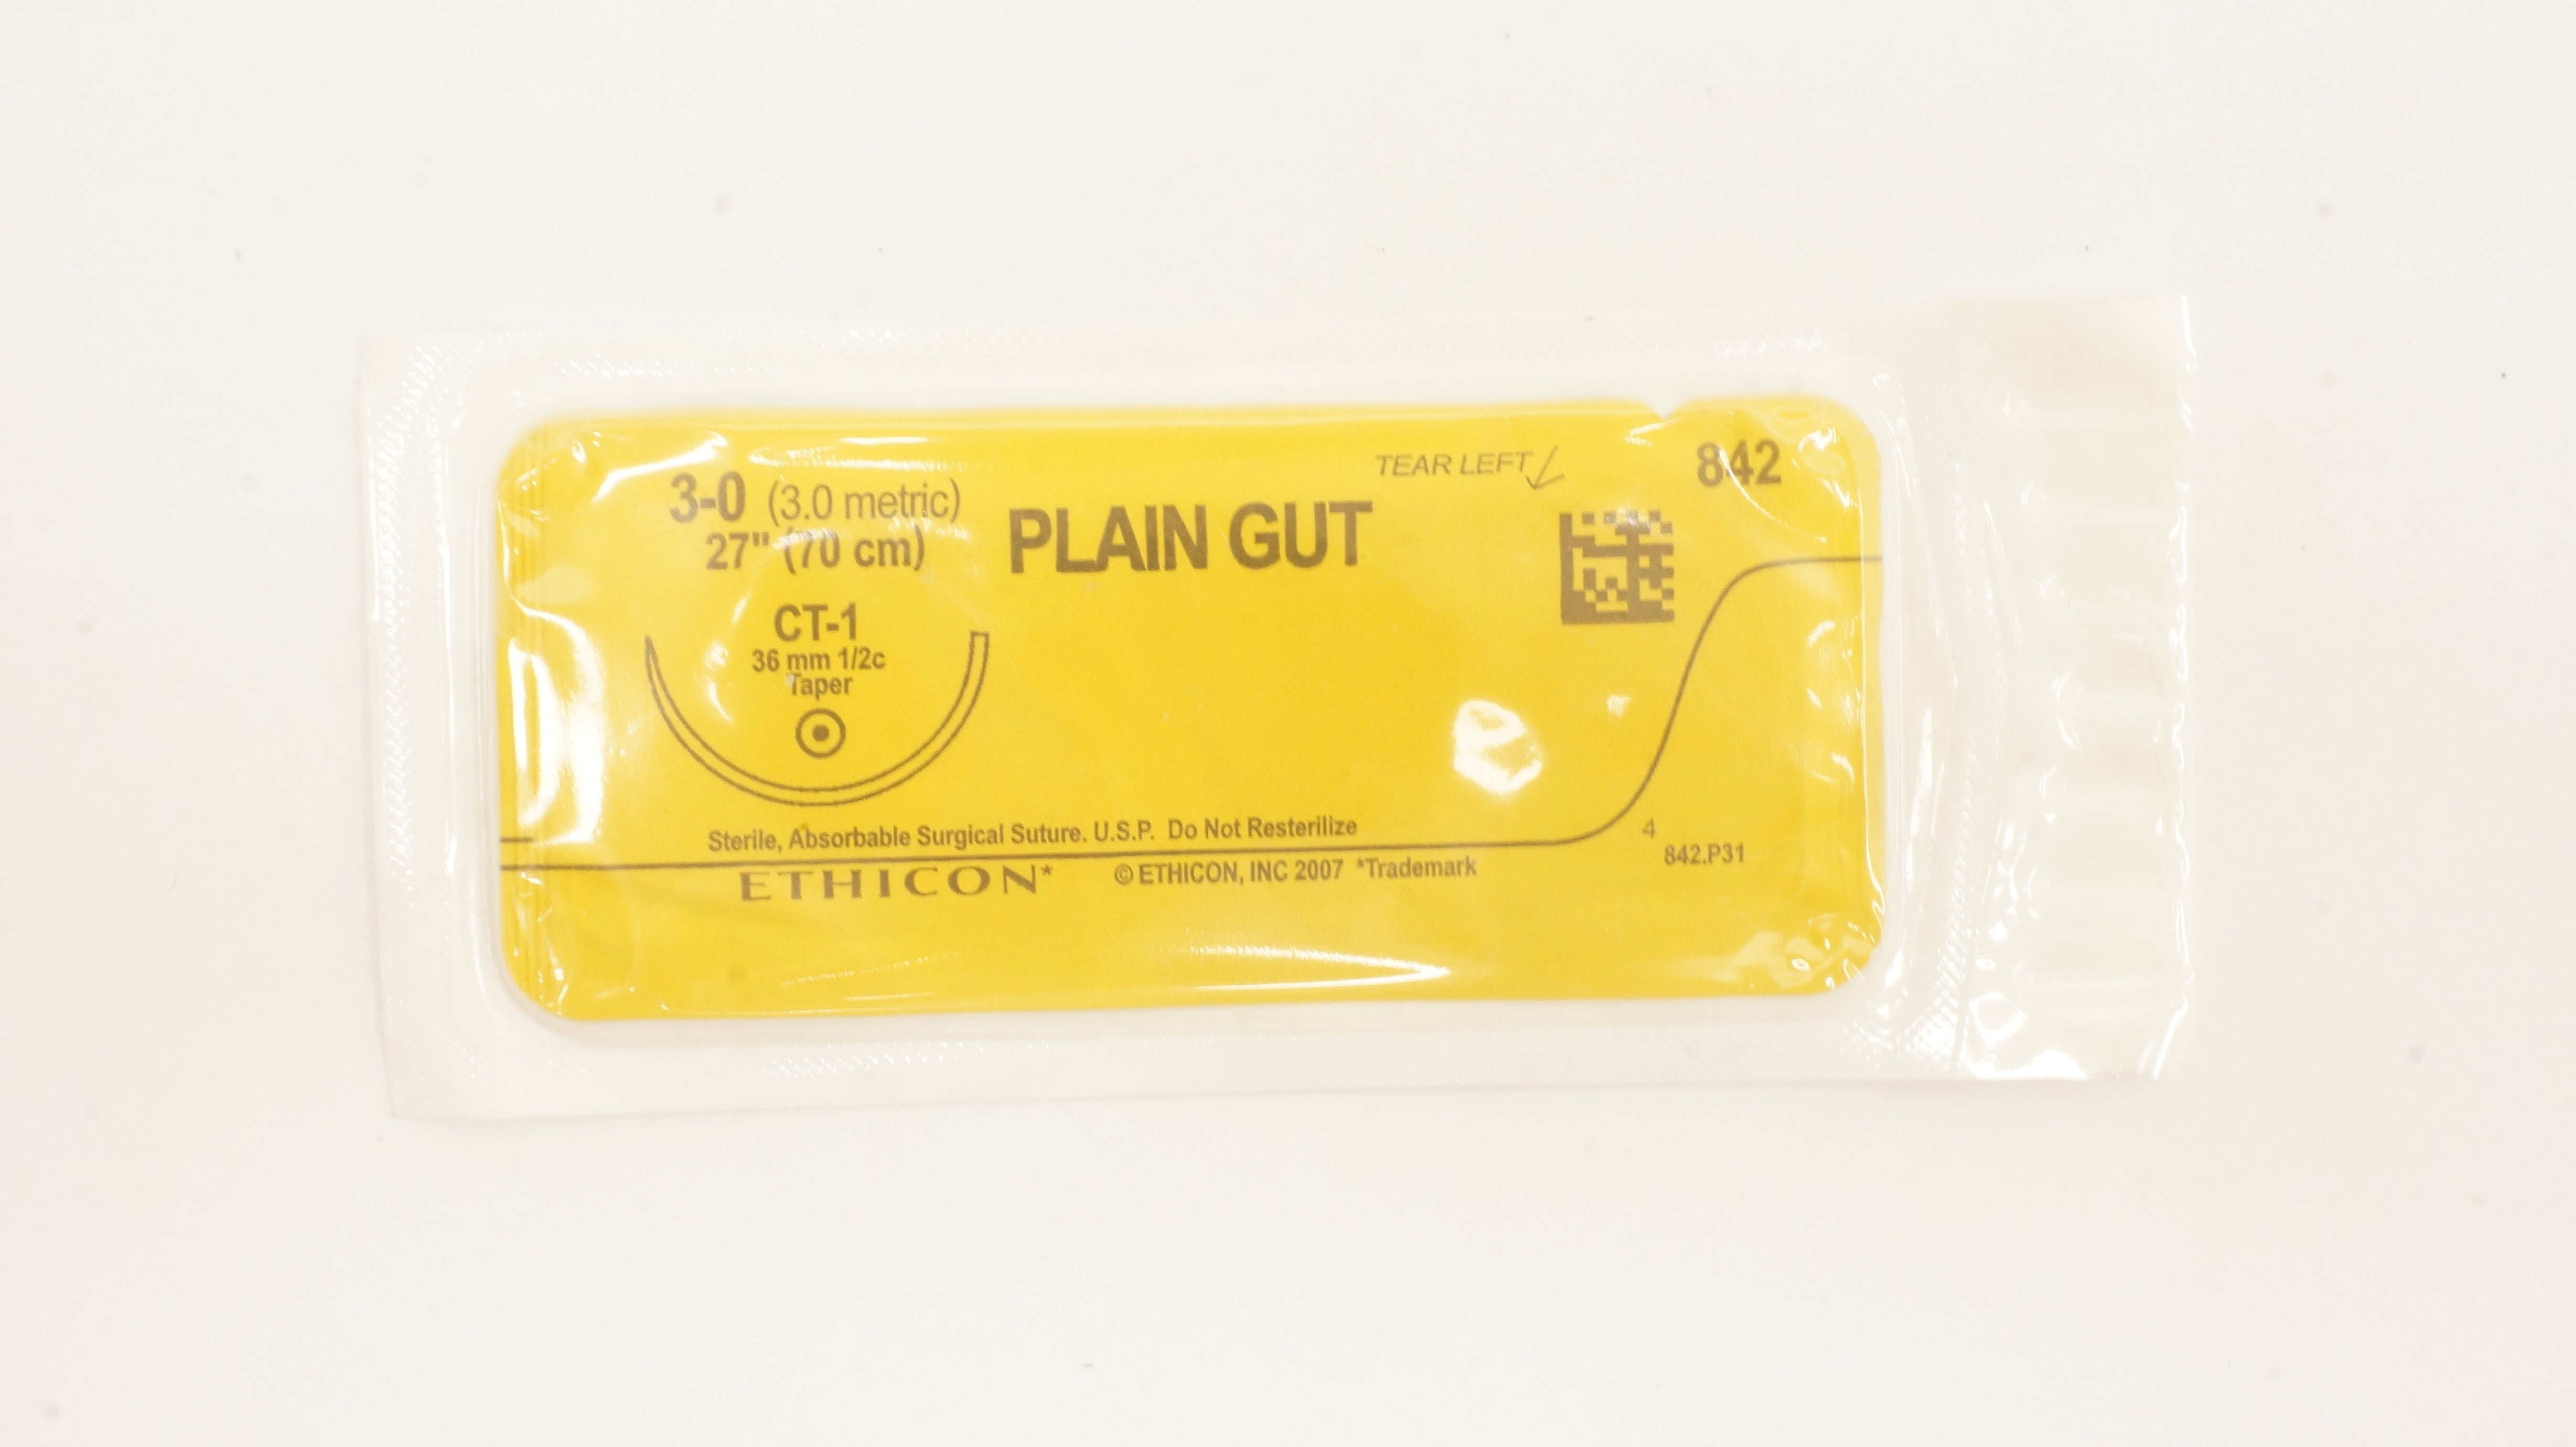 TEAR LEFT
842
3-0 (3.0 metric)
27" (70 cm)
PLAIN GUT
CT-1
36 mm 1/2c
Taper
Sterile, Absorbable Surgical Suture. U.S.P. Do Not Resterilize
4
842.P31
ETHICON* © ETHICON, INC 2007 *Trademark